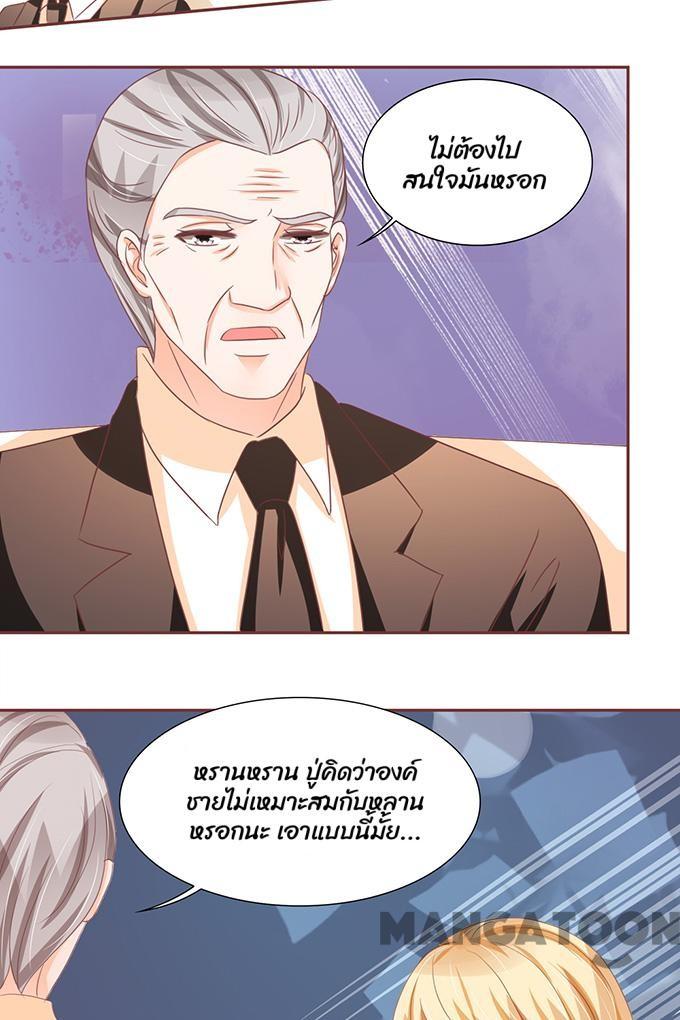 ไม่ต้องไป
สนใจมันหรอก
หรานหราน ปู่คิดว่าองค์
ชายไม่เหมาะสมกับหลาน
หรอกนะ เอาแบบนี้มั้ย...
MANGATOON